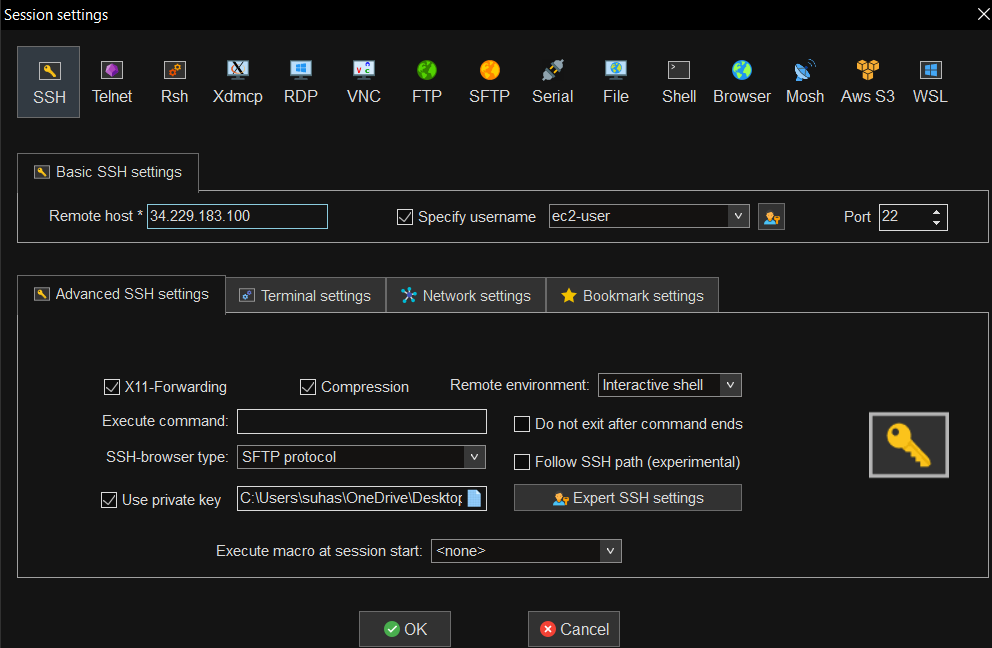 Session settings
SSH Telnet Rsh Xdmcp RDP VNC FTP SFTP Serial File Shell Browser Mosh Aws S3 WSL
Basic SSH settings
Remote host * 34.229.183.100 Specify username ec2-user Port 22
Advanced SSH settings Terminal settings Network settings Bookmark settings
X11-Forwarding Compression Remote environment: Interactive shell
Execute command: Do not exit after command ends
SSH-browser type: SFTP protocol Follow SSH path (experimental)
Use private key C:\Users\suhas\OneDrive\Desktop Expert SSH settings
Execute macro at session start: <none>
OK Cancel